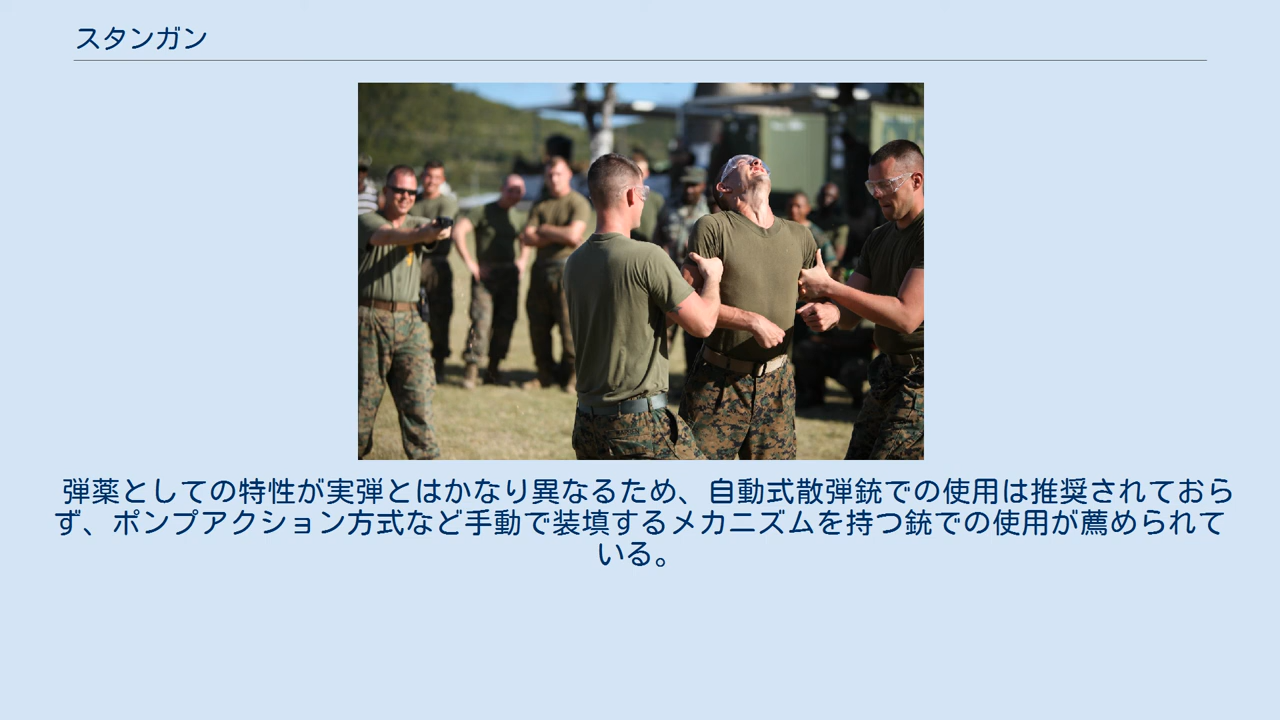 スタンガン
弾薬としての特性が実弾とはかなり異なるため、自動式散弾銃での使用は推奨されておら
ず、ポンプアクション方式など手動で装填するメカニズムを持つ銃での使用が薦められて
いる。